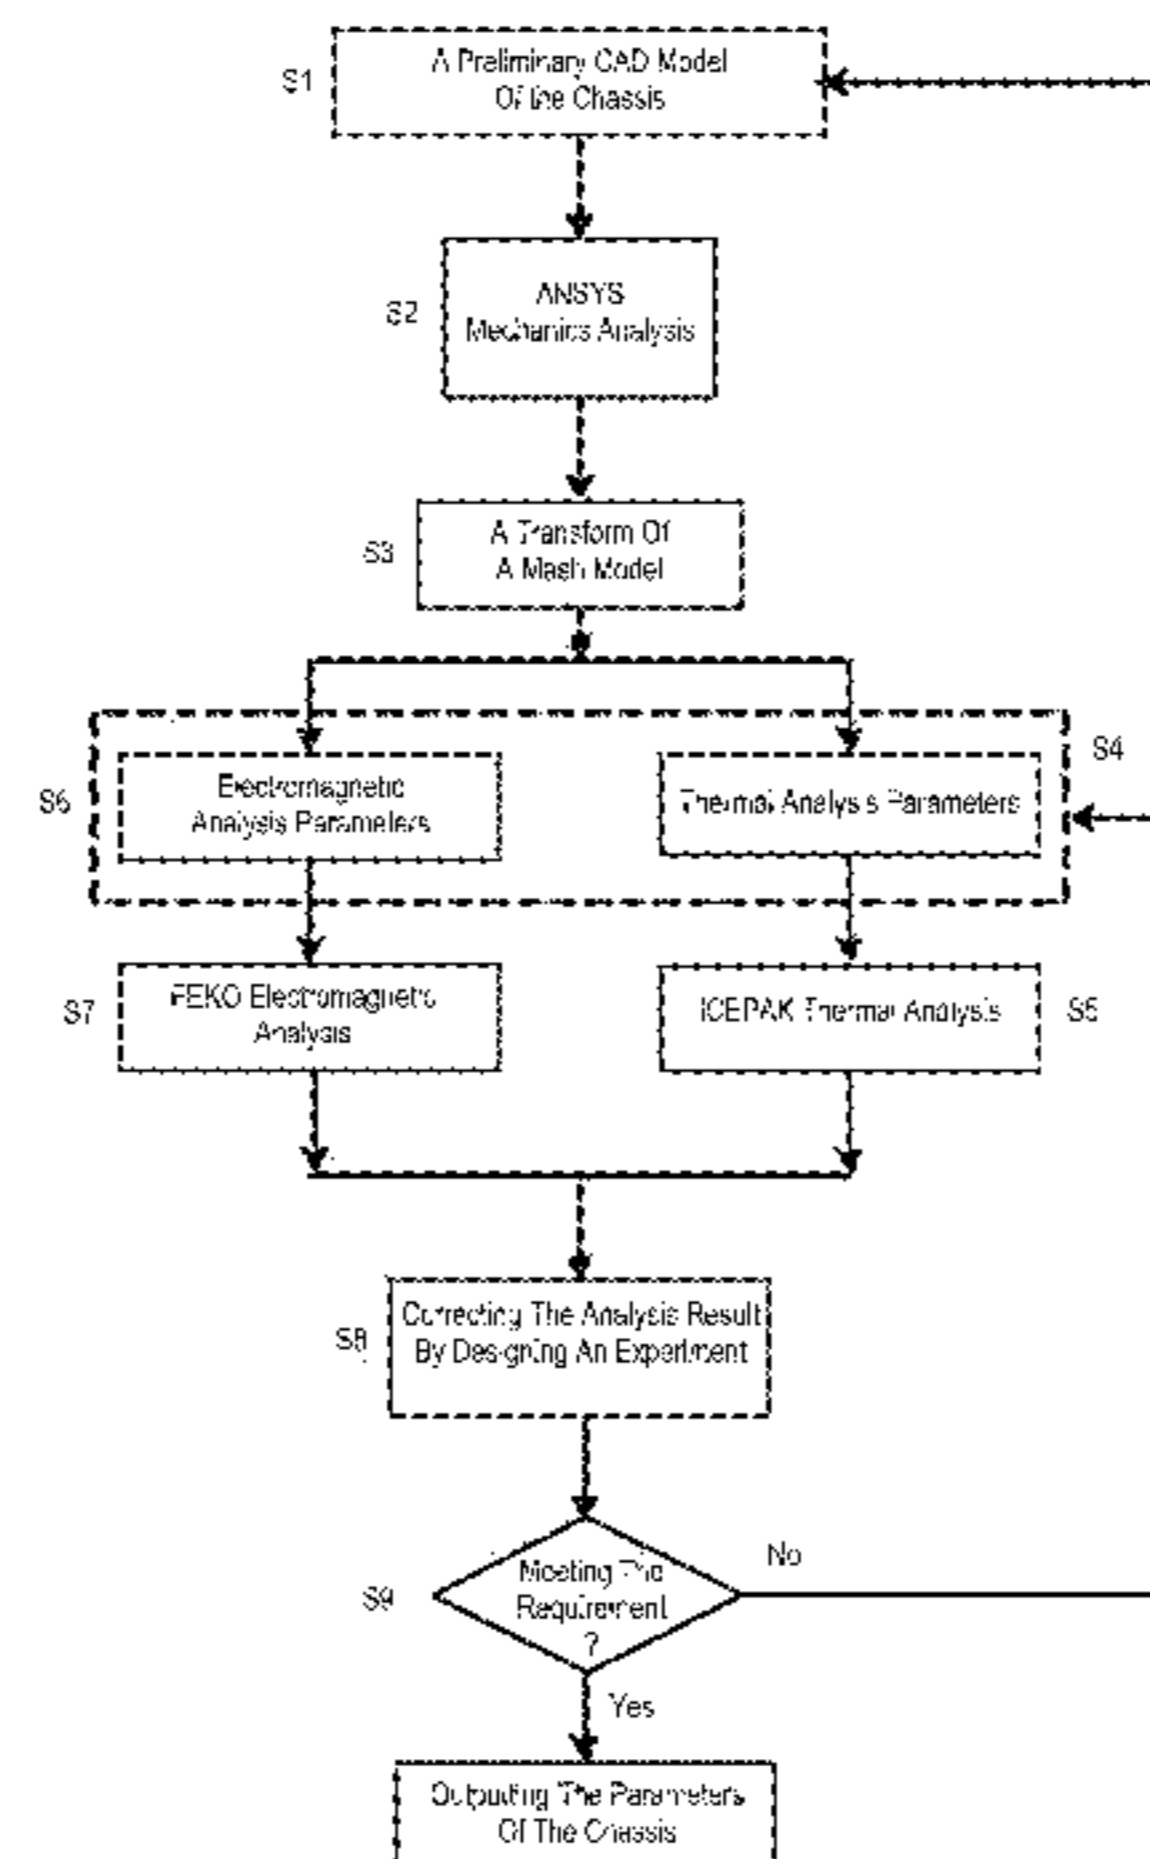 S1
A Preliminary CAD Model
Of the Chassis
S2
ANSYS
Mechanics Analysis
S3
A Transform Of
A Mash Model
S4
S6
Electromagnetic
Analysis Parameters
Thermal Analysis Parameters
S7
FEKO Electromagnetic
Analysis
ICEPAK Thermal Analysis
S5
S8
Correcting The Analysis Result
By Designing An Experiment
S9
Meeting The
Requirement
?
No
Yes
Outputting The Parameters
Of The Chassis